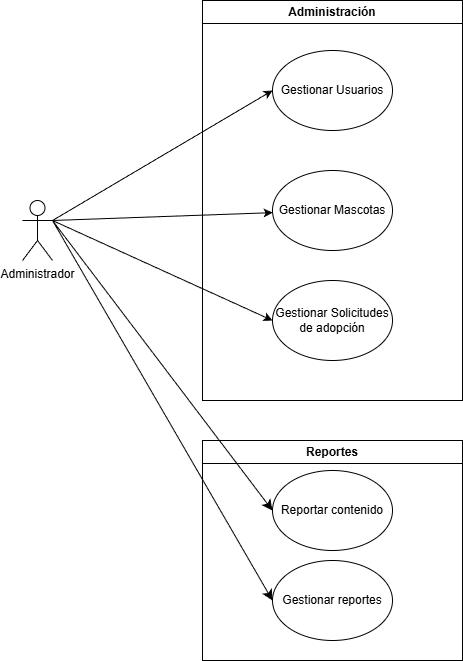 Administración
Gestionar Usuarios
Gestionar Mascotas
Administrador
Gestionar Solicitudes
de adopción
Reportes
Reportar contenido
Gestionar reportes